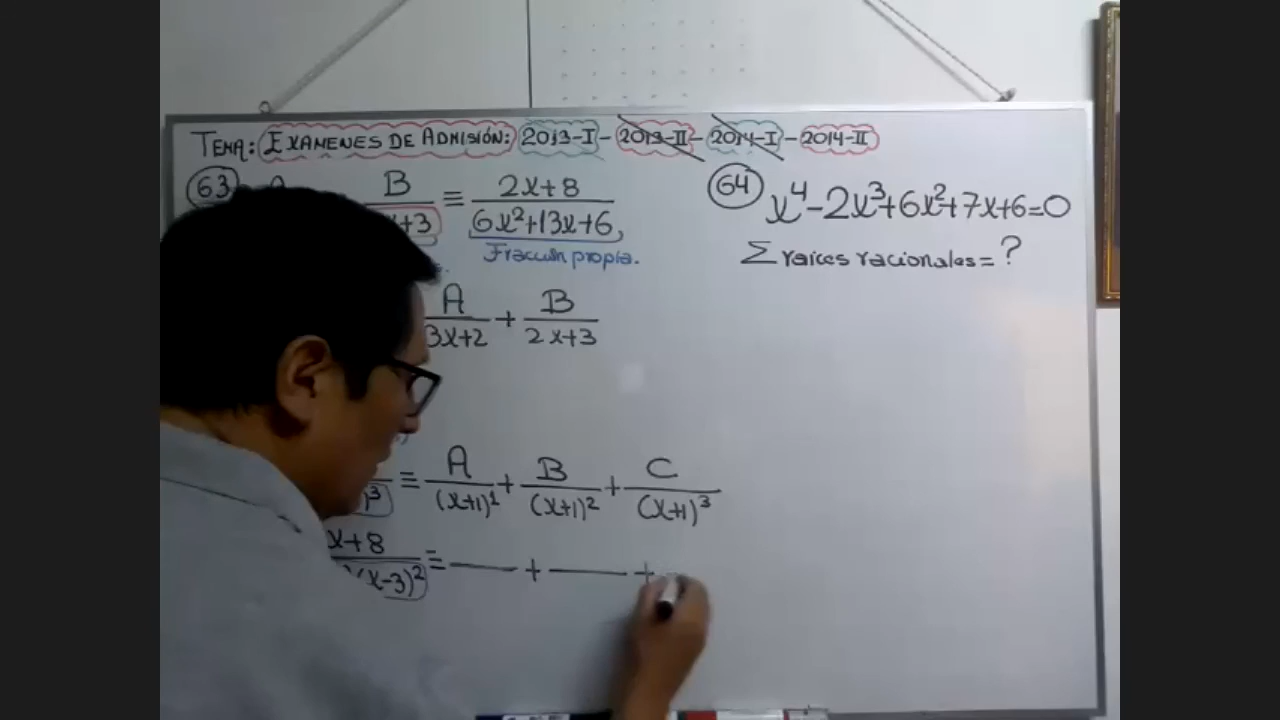 TEMA: EXAMENES DE ADMISIÓN: 2013-I - 2013-II - 2014-I - 2014-II
63 B/x+3 ≡ 2x+8/6x²+13x+6
Fracción propia.
A/3x+2 + B/2x+3
≡ A/(x+1)¹ + B/(x+1)² + C/(x+1)³
x+8/(x-3)² ≡ — + — +
64 x⁴-2x³+6x²+7x+6=0
Σ raíces racionales = ?